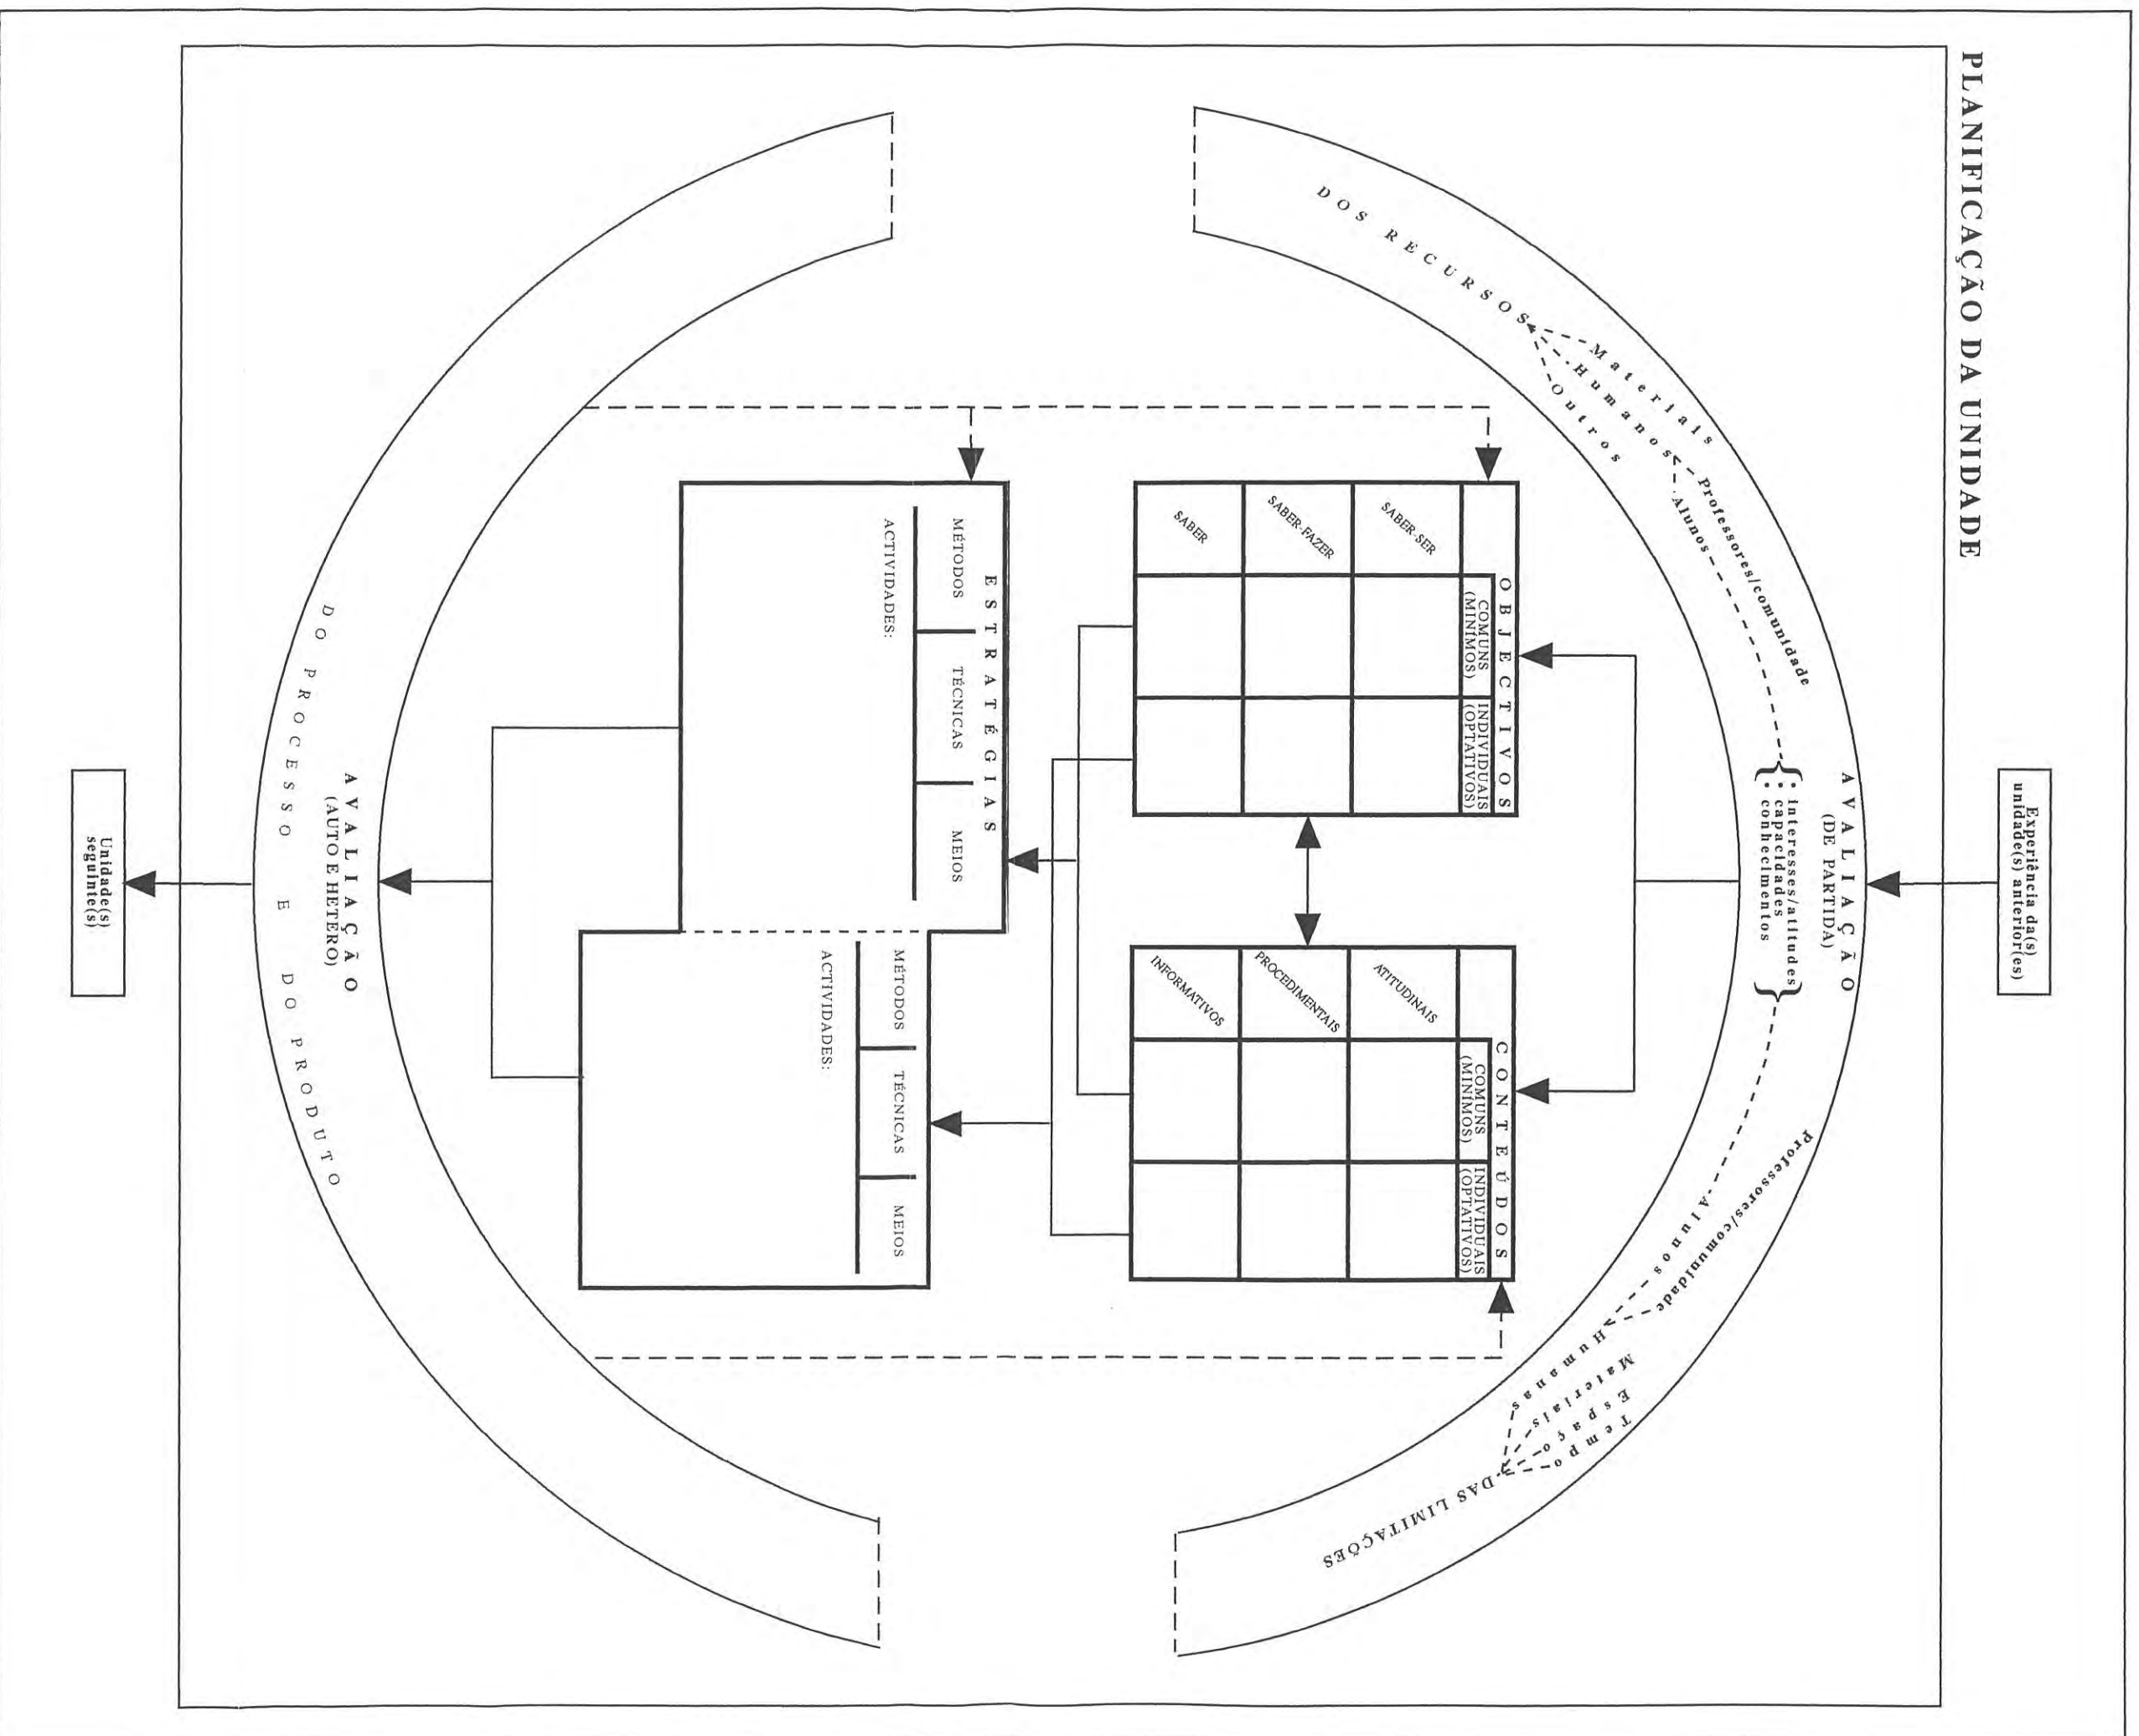 PLANIFICAÇÃO DA UNIDADE
Experiência da(s)
unidade(s) anterior(es)
AVALIAÇÃO
(DE PARTIDA)
DOS RECURSOS
Materiais
Humanos
Outros
Professores/comunidade
Alunos
{: interesses/atitudes}
: capacidades
: conhecimentos
Professores/comunidade
Alunos
Humanas
Materiais
Espaço
Tempo
DAS LIMITAÇÕES
OBJECTIVOS
COMUNS
(MINÍMOS)
INDIVIDUAIS
(OPTATIVOS)
SABER-SER
SABER-FAZER
SABER
CONTEÚDOS
COMUNS
(MINÍMOS)
INDIVIDUAIS
(OPTATIVOS)
ATITUDINAIS
PROCEDIMENTAIS
INFORMATIVOS
ESTRATÉGIAS
MÉTODOS
TÉCNICAS
MEIOS
ACTIVIDADES:
MÉTODOS
TÉCNICAS
MEIOS
ACTIVIDADES:
AVALIAÇÃO
(AUTO E HETERO)
DO PROCESSO E DO PRODUTO
Unidade(s)
seguinte(s)